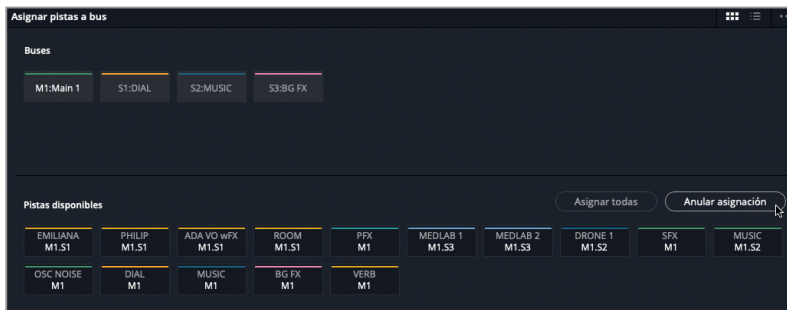 Asignar pistas a bus
Buses
M1:Main 1 S1:DIAL S2:MUSIC S3:BG FX
Pistas disponibles Asignar todas Anular asignación
EMILIANA PHILIP ADA VO wFX ROOM PFX MEDLAB 1 MEDLAB 2 DRONE 1 SFX MUSIC
M1.S1 M1.S1 M1.S1 M1.S1 M1 M1.S3 M1.S3 M1.S2 M1 M1.S2
OSC NOISE DIAL MUSIC BG FX VERB
M1 M1 M1 M1 M1